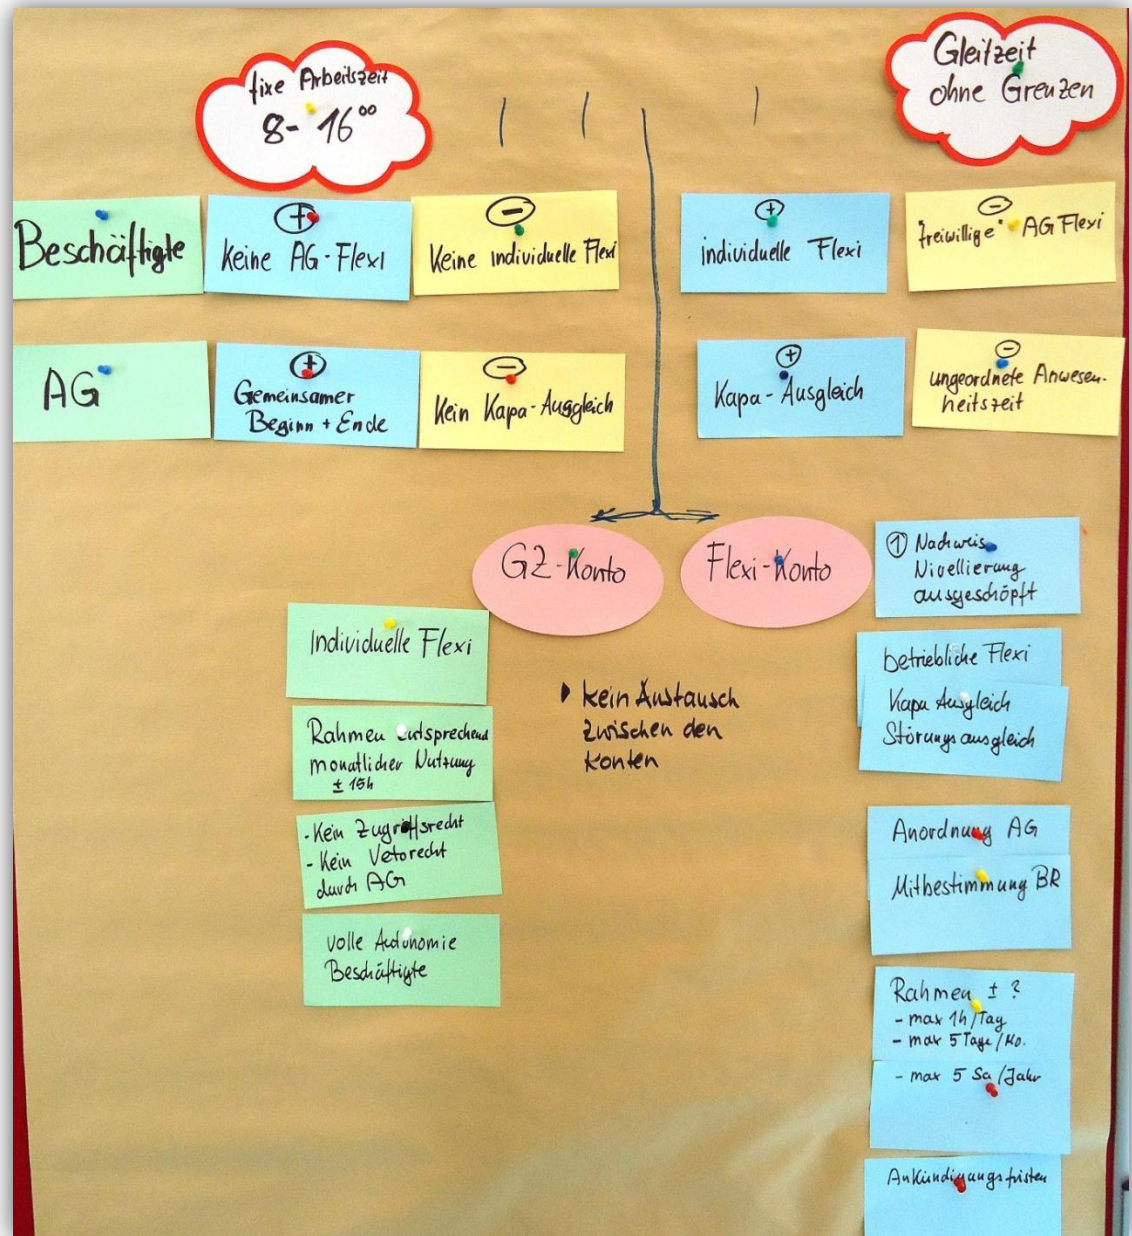 fixe Arbeitszeit
8-16⁰⁰
Gleitzeit
ohne Grenzen
Beschäftigte
+
Keine AG-Flexi
-
Keine individuelle Flexi
+
individuelle Flexi
-
"freiwillige" AG Flexi
AG
+
Gemeinsamer
Beginn + Ende
-
Kein Kapa-Ausgleich
+
Kapa-Ausgleich
-
ungeordnete Anwesen-
heitszeit
GZ-Konto
Flexi-Konto
① Nachweis
Nivellierung
ausgeschöpft
Individuelle Flexi
Rahmen entsprechend
monatlicher Nutzung
± 15h
- Kein Zugriffsrecht
- Kein Vetorecht
durch AG
volle Autonomie
Beschäftigte
kein Austausch
zwischen den
Konten
betriebliche Flexi
Kapa Ausgleich
Störungsausgleich
Anordnung AG
Mitbestimmung BR
Rahmen ± ?
- max 1h/Tag
- max 5 Tage/Mo.
- max 5 Sa/Jahr
Ankündigungsfristen